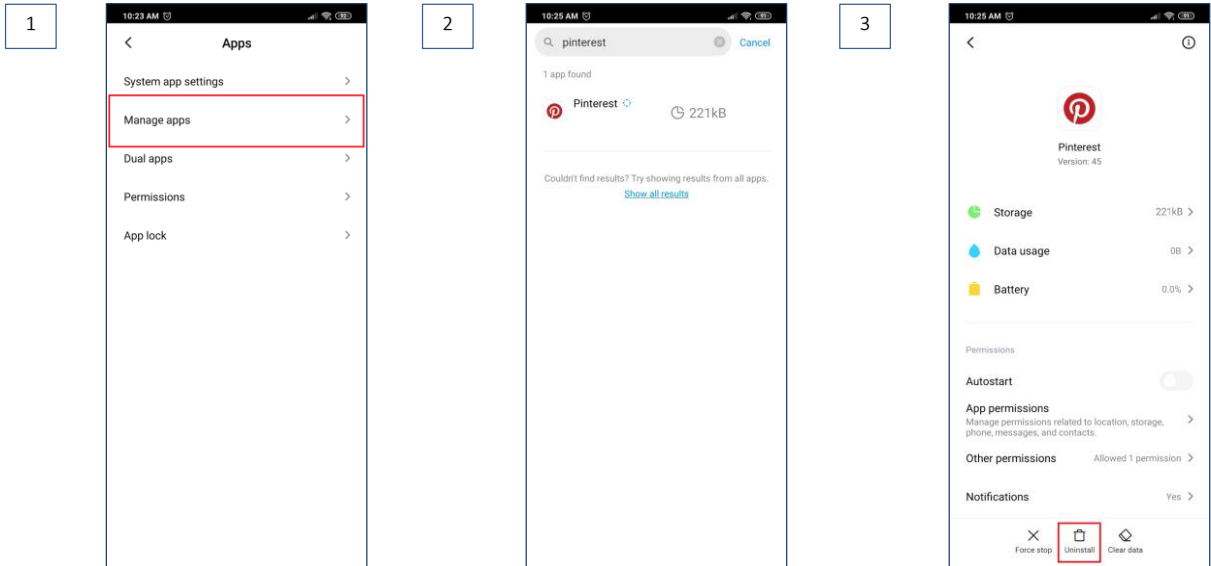 1
10:23 AM 92
Apps
System app settings
Manage apps
Dual apps
Permissions
App lock
2
10:25 AM 91
pinterest Cancel
1 app found
Pinterest 221kB
Couldn't find results? Try showing results from all apps.
Show all results
3
10:25 AM 91
Pinterest
Version: 45
Storage 221kB
Data usage 0B
Battery 0.0%
Permissions
Autostart
App permissions
Manage permissions related to location, storage,
phone, messages, and contacts.
Other permissions Allowed 1 permission
Notifications Yes
Force stop Uninstall Clear data